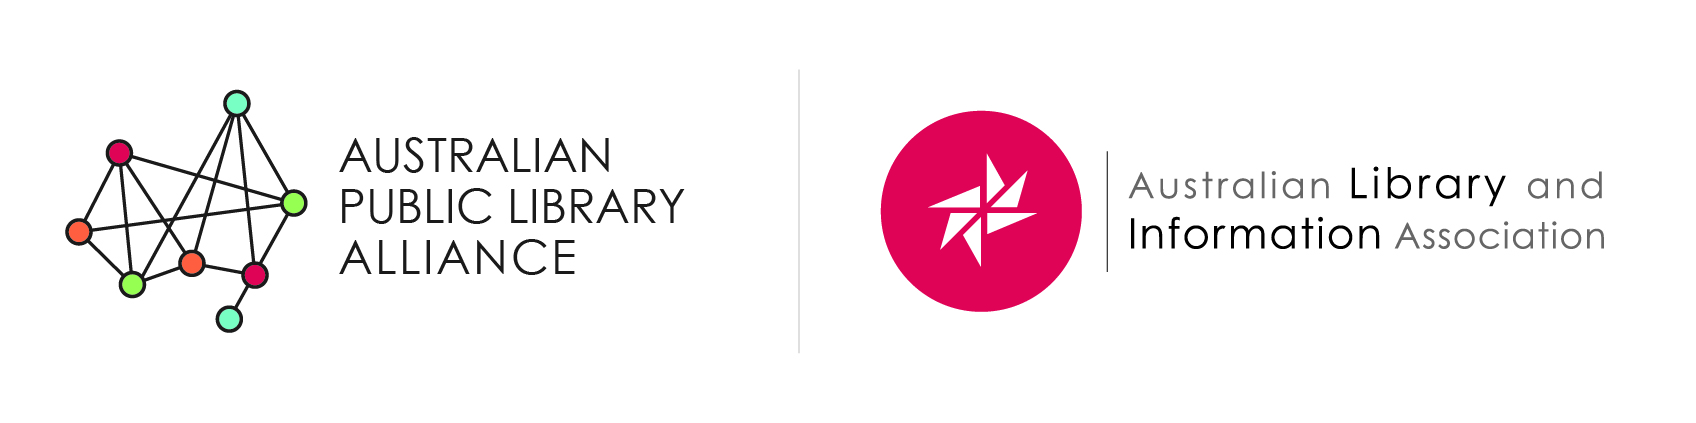 AUSTRALIAN
PUBLIC LIBRARY
ALLIANCE
Australian Library and
Information Association